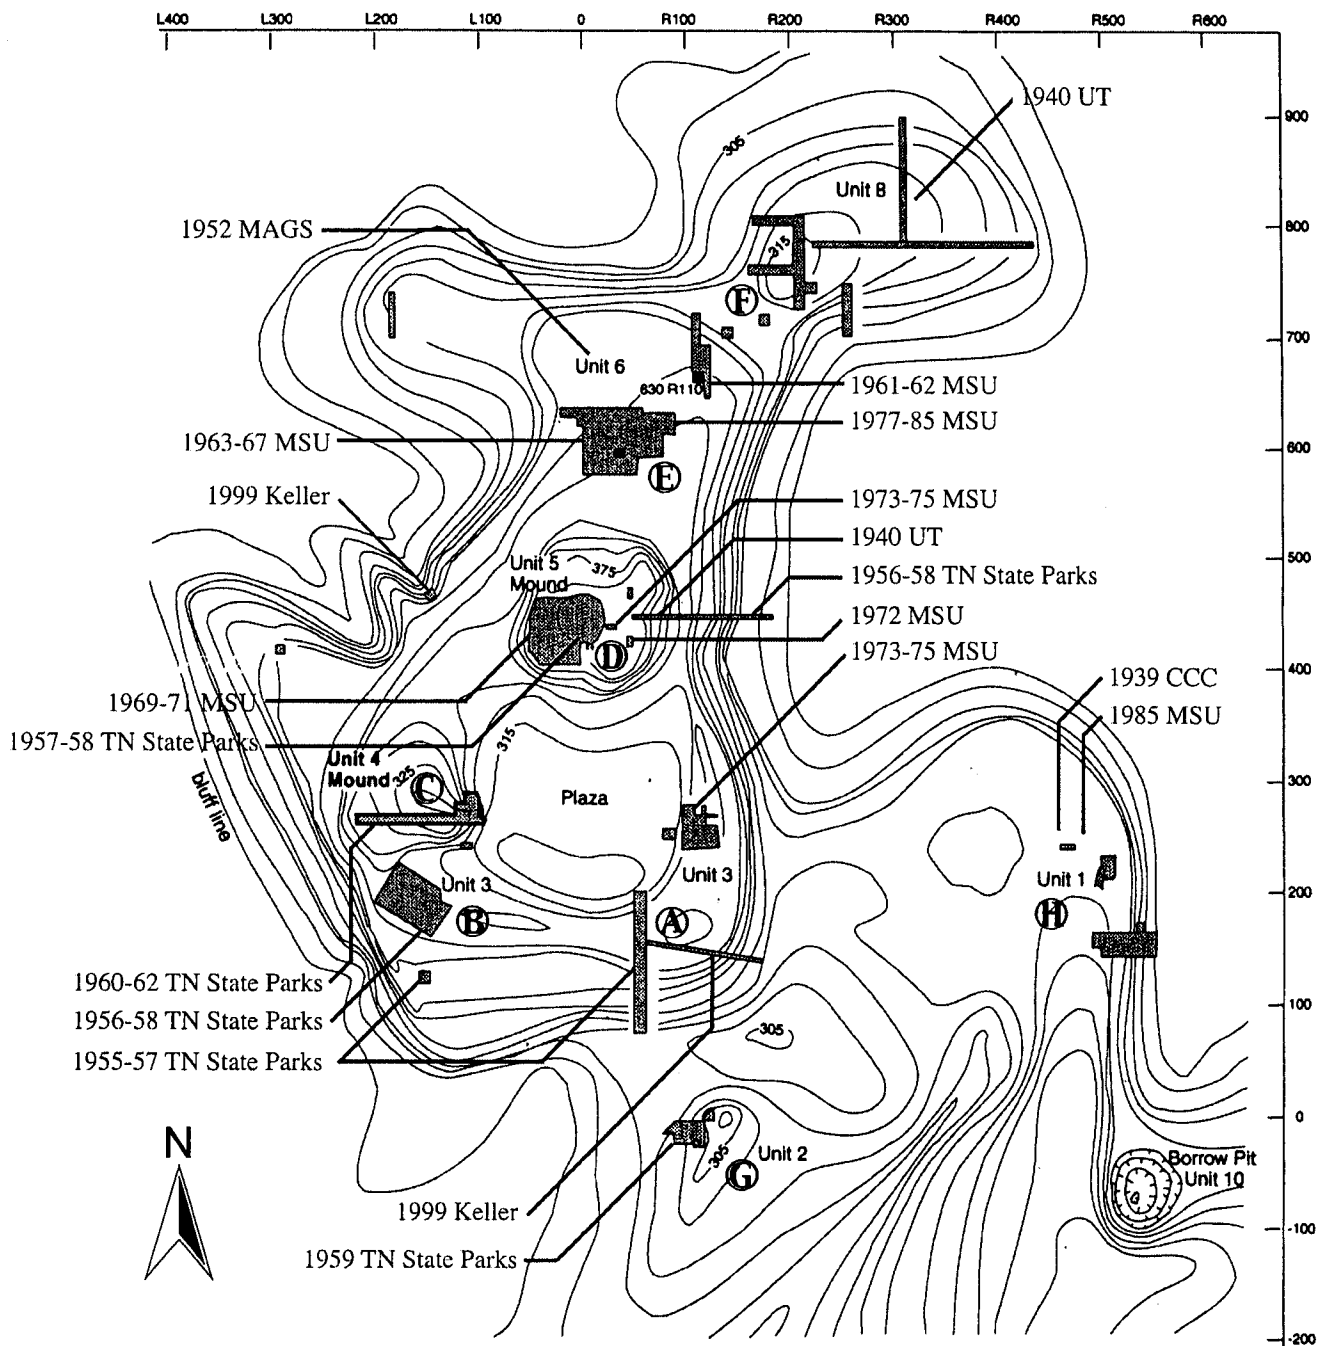 L400 L300 L200 L100 0 R100 R200 R300 R400 R500 R600
1940 UT
900
305
Unit 8
1952 MAGS
800
315
F
700
Unit 6
630 R110
1961-62 MSU
1977-85 MSU
1963-67 MSU
600
E
1999 Keller
1973-75 MSU
1940 UT
500
Unit 5
Mound
375
1956-58 TN State Parks
1972 MSU
1973-75 MSU
D
400
1939 CCC
1969-71 MSU
1985 MSU
1957-58 TN State Parks
315
Unit 4
Mound
325
C
bluff line
Plaza
300
Unit 3
Unit 3
Unit 1
200
B
A
H
1960-62 TN State Parks
1956-58 TN State Parks
100
305
1955-57 TN State Parks
0
N
305
Unit 2
G
Borrow Pit
Unit 10
1999 Keller
-100
1959 TN State Parks
-200